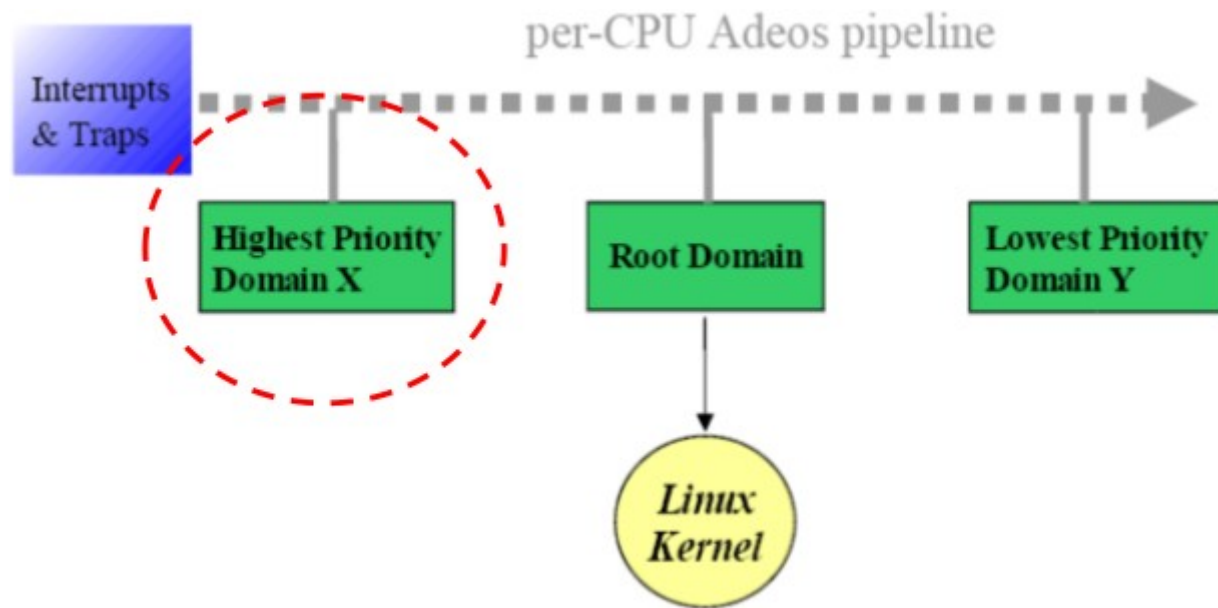 per-CPU Adeos pipeline
Interrupts
& Traps
Highest Priority
Domain X
Root Domain
Lowest Priority
Domain Y
Linux
Kernel